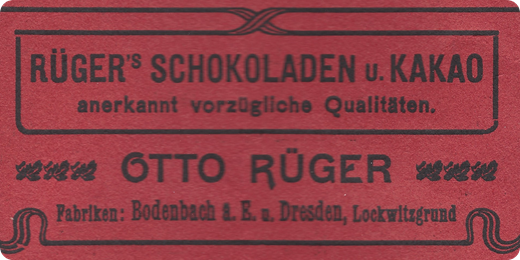 RÜGER'S SCHOKOLADEN u. KAKAO
anerkannt vorzügliche Qualitäten.
OTTO RÜGER
Fabriken: Bodenbach a. E. u. Dresden, Lockwitzgrund